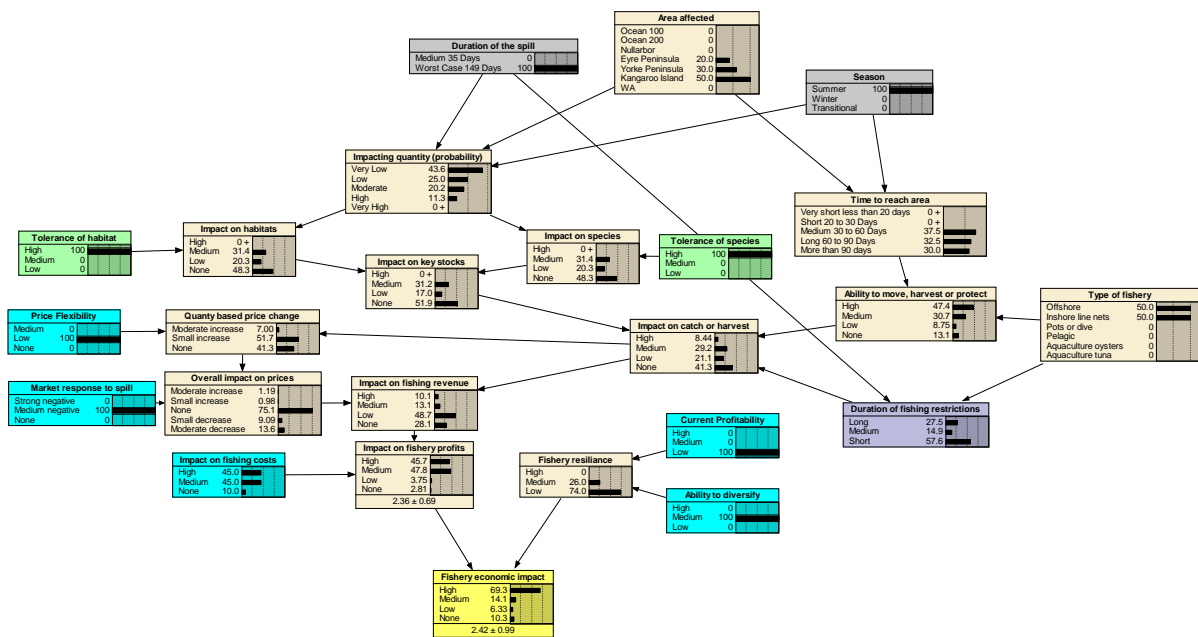 Area affected
Ocean 100 0
Ocean 200 0
Nullarbor 0
Eyre Peninsula 20.0
Yorke Peninsula 30.0
Kangaroo Island 50.0
WA 0
Duration of the spill
Medium 35 Days 0
Worst Case 149 Days 100
Season
Summer 100
Winter 0
Transitional 0
Impacting quantity (probability)
Very Low 43.6
Low 25.0
Moderate 20.2
High 11.3
Very High 0 +
Time to reach area
Very short less than 20 days 0 +
Short 20 to 30 Days 0 +
Medium 30 to 60 Days 37.5
Long 60 to 90 Days 32.5
More than 90 days 30.0
Tolerance of habitat
High 100
Medium 0
Low 0
Impact on habitats
High 0 +
Medium 31.4
Low 20.3
None 48.3
Impact on species
High 0 +
Medium 31.4
Low 20.3
None 48.3
Tolerance of species
High 100
Medium 0
Low 0
Impact on key stocks
High 0 +
Medium 31.2
Low 17.0
None 51.9
Ability to move, harvest or protect
High 47.4
Medium 30.7
Low 8.75
None 13.1
Type of fishery
Offshore 50.0
Inshore line nets 50.0
Pots or dive 0
Pelagic 0
Aquaculture oysters 0
Aquaculture tuna 0
Price Flexibility
Medium 0
Low 100
None 0
Quanty based price change
Moderate increase 7.00
Small increase 51.7
None 41.3
Impact on catch or harvest
High 8.44
Medium 29.2
Low 21.1
None 41.3
Market response to spill
Strong negative 0
Medium negative 100
None 0
Overall impact on prices
Moderate increase 1.19
Small increase 0.98
None 75.1
Small decrease 9.09
Moderate decrease 13.6
Impact on fishing revenue
High 10.1
Medium 13.1
Low 48.7
None 28.1
Duration of fishing restrictions
Long 27.5
Medium 14.9
Short 57.6
Current Profitability
High 0
Medium 0
Low 100
Impact on fishing costs
High 45.0
Medium 45.0
None 10.0
Impact on fishery profits
High 45.7
Medium 47.8
Low 3.75
None 2.81
2.36 ± 0.69
Fishery resiliance
High 0
Medium 26.0
Low 74.0
Ability to diversify
High 0
Medium 100
Low 0
Fishery economic impact
High 69.3
Medium 14.1
Low 6.33
None 10.3
2.42 ± 0.99